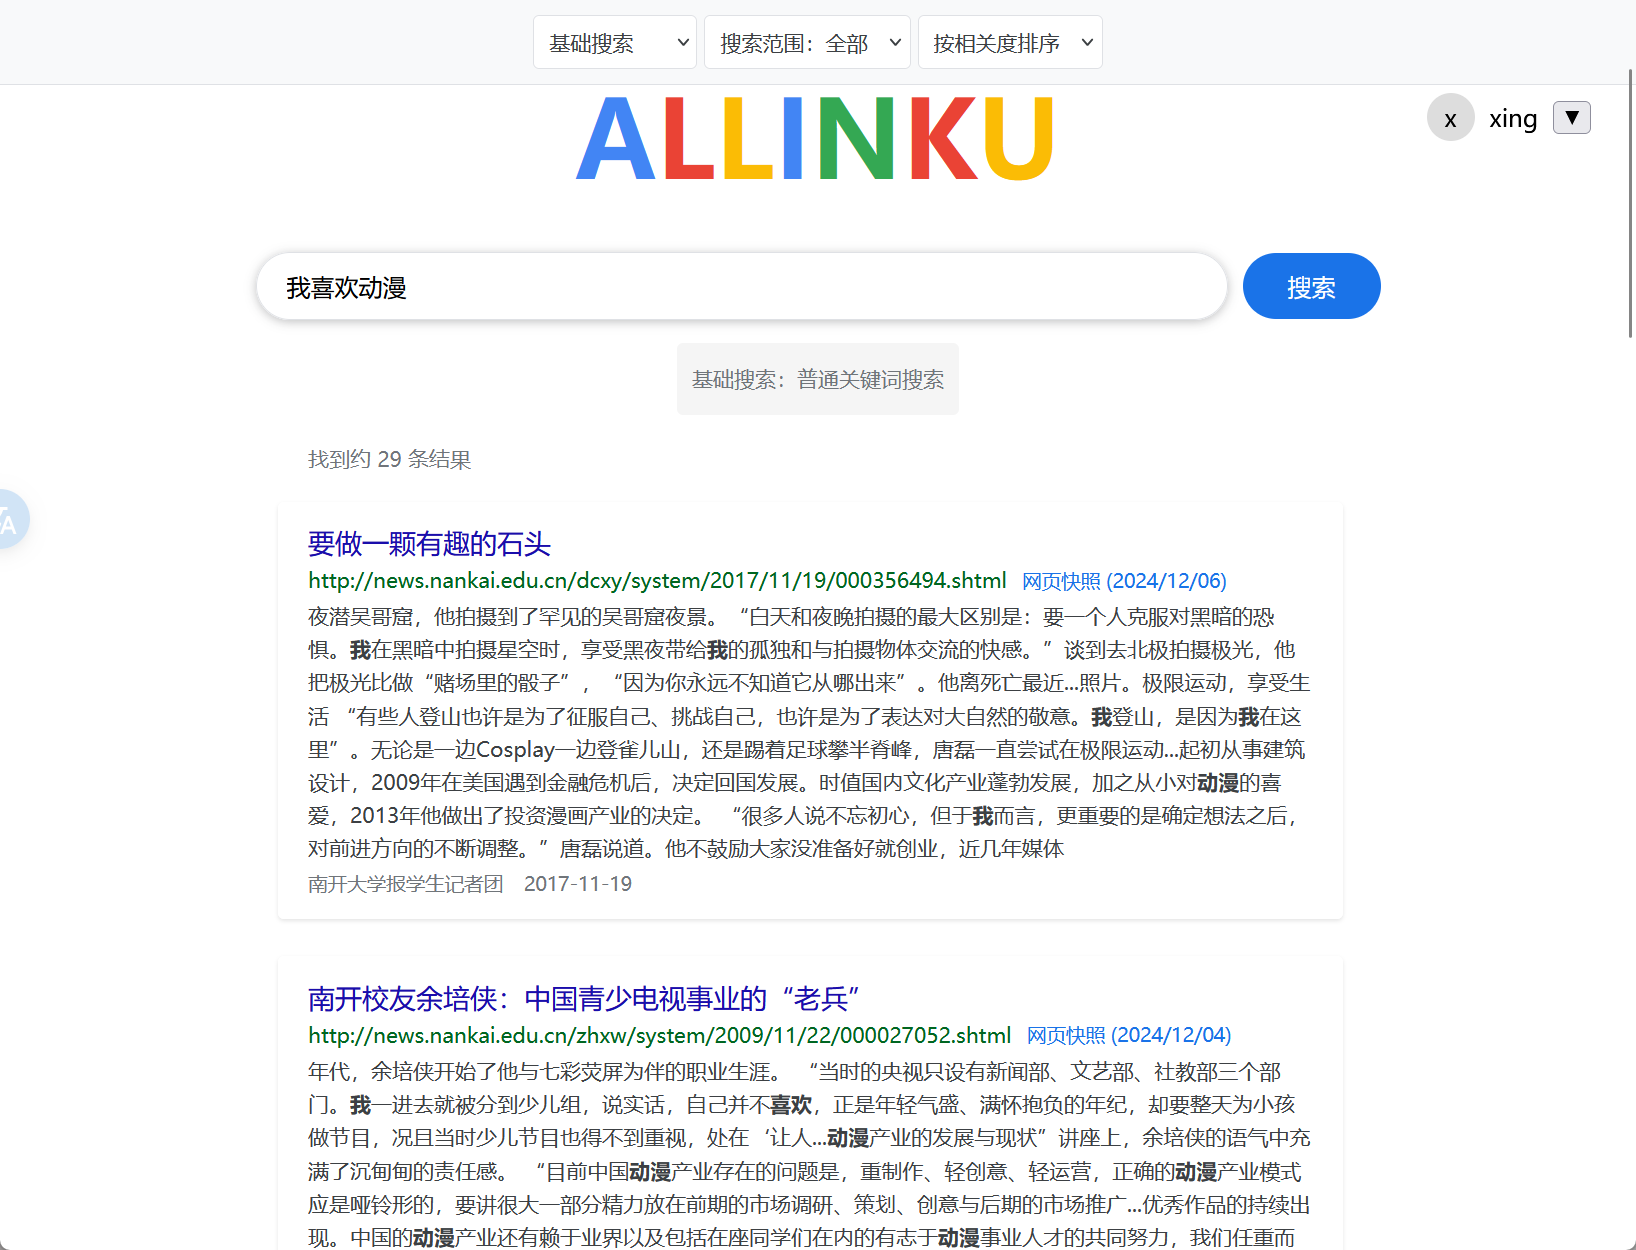 基础搜索 搜索范围：全部 按相关度排序
ALLINKU
x xing ▼
我喜欢动漫 搜索
基础搜索：普通关键词搜索
找到约 29 条结果
要做一颗有趣的石头
http://news.nankai.edu.cn/dcxy/system/2017/11/19/000356494.shtml 网页快照 (2024/12/06)
夜潜吴哥窟，他拍摄到了罕见的吴哥窟夜景。 “白天和夜晚拍摄的最大区别是：要一个人克服对黑暗的恐
惧。我在黑暗中拍摄星空时，享受黑夜带给我的孤独和与拍摄物体交流的快感。”谈到去北极拍摄极光，他
把极光比做“赌场里的骰子”，“因为你永远不知道它从哪出来”。他离死亡最近...照片。极限运动，享受生
活 “有些人登山也许是为了征服自己、挑战自己，也许是为了表达对大自然的敬意。我登山，是因为我在这
里”。无论是一边Cosplay一边登雀儿山，还是踢着足球攀半脊峰，唐磊一直尝试在极限运动...起初从事建筑
设计，2009年在美国遇到金融危机后，决定回国发展。时值国内文化产业蓬勃发展，加之从小对动漫的喜
爱，2013年他做出了投资漫画产业的决定。 “很多人说不忘初心，但于我而言，更重要的是确定想法之后，
对前进方向的不断调整。”唐磊说道。他不鼓励大家没准备好就创业，近几年媒体
南开大学报学生记者团 2017-11-19
南开校友余培侠：中国青少电视事业的“老兵”
http://news.nankai.edu.cn/zhxw/system/2009/11/22/000027052.shtml 网页快照 (2024/12/04)
年代，余培侠开始了他与七彩荧屏为伴的职业生涯。 “当时的央视只设有新闻部、文艺部、社教部三个部
门。我一进去就被分到少儿组，说实话，自己并不喜欢，正是年轻气盛、满怀抱负的年纪，却要整天为小孩
做节目，况且当时少儿节目也得不到重视，处在‘让人...动漫产业的发展与现状”讲座上，余培侠的语气中充
满了沉甸甸的责任感。 “目前中国动漫产业存在的问题是，重制作、轻创意、轻运营，正确的动漫产业模式
应是哑铃形的，要讲很大一部分精力放在前期的市场调研、策划、创意与后期的市场推广...优秀作品的持续出
现。中国的动漫产业还有赖于业界以及包括在座同学们在内的有志于动漫事业人才的共同努力，我们任重而